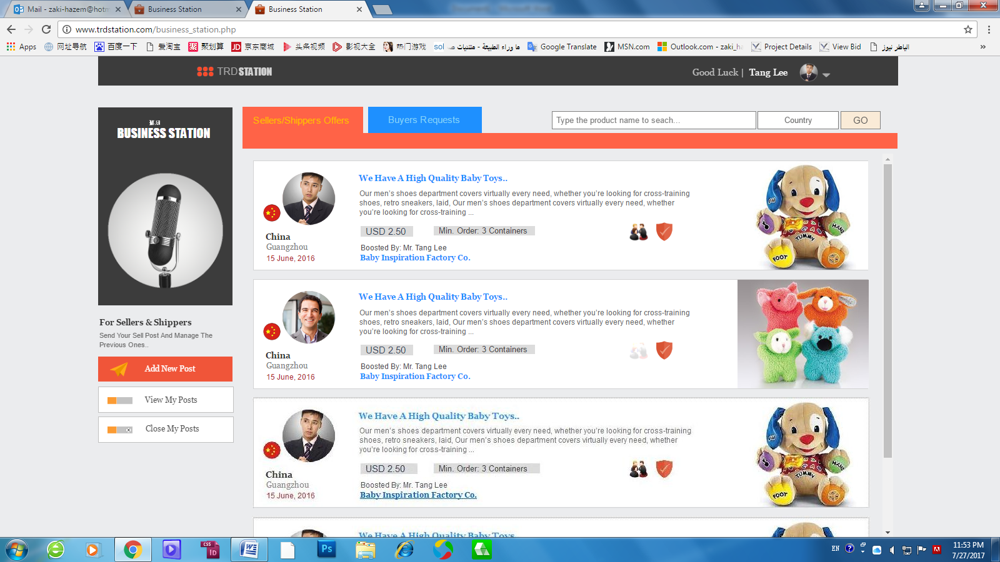 Mail - zaki-hazem@hotm
Business Station
Business Station
www.trdstation.com/business_station.php
Apps
网址导航
百度一下
爱淘宝
聚划算
京东商城
头条视频
影视大全
热门游戏
ما وراء الطبيعة - منتديات
Google Translate
MSN.com
Outlook.com - zaki_ha
Project Details
View Bid
الباطر نيوز
»
TRDSTATION
Good Luck | Tang Lee
BUSINESS STATION
Sellers/Shippers Offers
Buyers Requests
Type the product name to seach...
Country
GO
For Sellers & Shippers
Send Your Sell Post And Manage The
Previous Ones..
Add New Post
View My Posts
Close My Posts
We Have A High Quality Baby Toys..
Our men's shoes department covers virtually every need, whether you're looking for cross-training
shoes, retro sneakers, laid, Our men's shoes department covers virtually every need, whether
you're looking for cross-training ...
USD 2.50
Min. Order: 3 Containers
China
Guangzhou
15 June, 2016
Boosted By: Mr. Tang Lee
Baby Inspiration Factory Co.
HAND
TUMMY
FOOT
We Have A High Quality Baby Toys..
Our men's shoes department covers virtually every need, whether you're looking for cross-training
shoes, retro sneakers, laid, Our men's shoes department covers virtually every need, whether
you're looking for cross-training ...
USD 2.50
Min. Order: 3 Containers
China
Guangzhou
15 June, 2016
Boosted By: Mr. Tang Lee
Baby Inspiration Factory Co.
We Have A High Quality Baby Toys..
Our men's shoes department covers virtually every need, whether you're looking for cross-training
shoes, retro sneakers, laid, Our men's shoes department covers virtually every need, whether
you're looking for cross-training ...
USD 2.50
Min. Order: 3 Containers
China
Guangzhou
15 June, 2016
Boosted By: Mr. Tang Lee
Baby Inspiration Factory Co.
HAND
TUMMY
FOOT
We Have A High Quality Baby Toys..
CS5
Id
Ps
EN
11:53 PM
7/27/2017